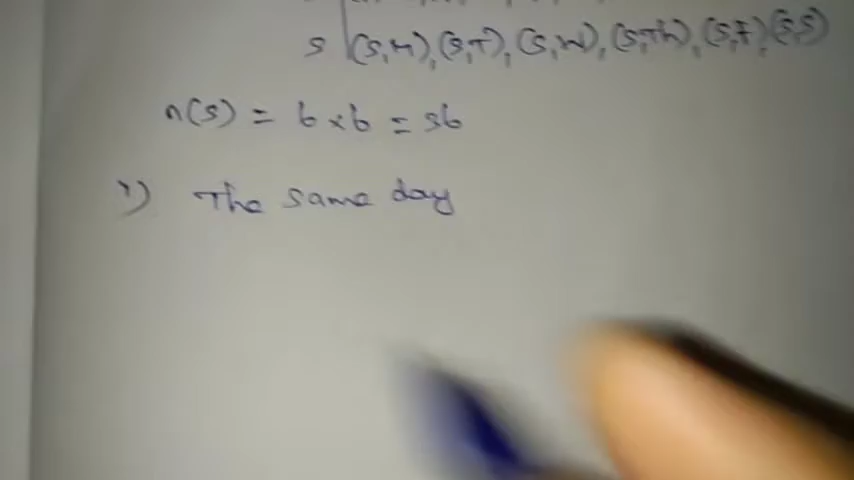 S (S,M), (S,T), (S,W), (S,Th), (S,F), (S,S)
n(S) = 6 × 6 = 36
i) The same day